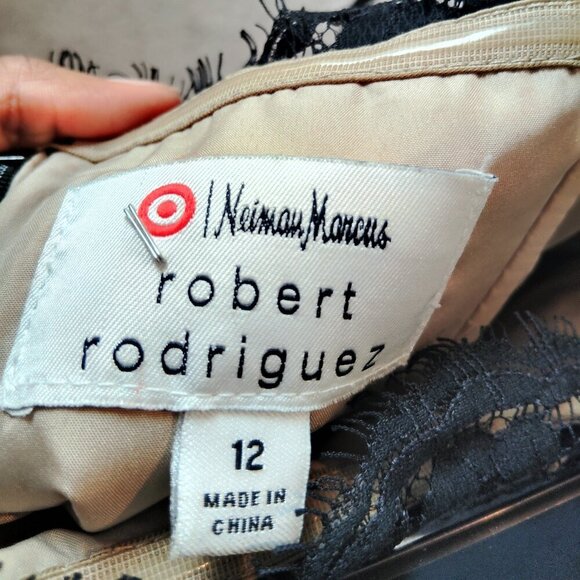 | Neiman Marcus
robert
rodriguez
12
MADE IN
CHINA